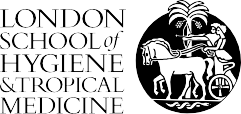 LONDON
SCHOOL of
HYGIENE
& TROPICAL
MEDICINE